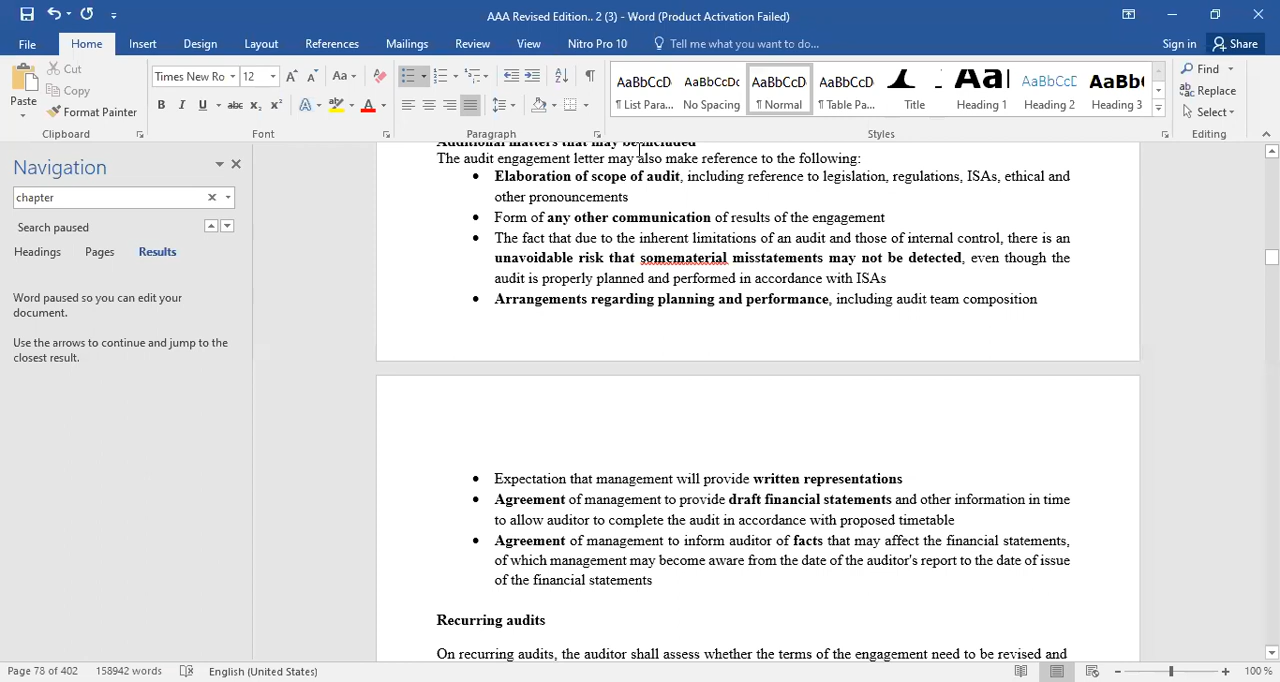 AAA Revised Edition.. 2 (3) - Word (Product Activation Failed)
File Home Insert Design Layout References Mailings Review View Nitro Pro 10 Tell me what you want to do... Sign in Share
Paste
Cut
Copy
Format Painter
Clipboard
Times New Ro 12 Aa
B I U abc x₂ x² A ab A
Font
Paragraph
AaBbCcD ¶ List Para...
AaBbCcDc No Spacing
AaBbCcD ¶ Normal
AaBbCcD ¶ Table Pa...
Title
Aa Heading 1
AaBbCcD Heading 2
AaBbCc Heading 3
Styles
Find
Replace
Select
Editing
Navigation
chapter
Search paused
Headings Pages Results
Word paused so you can edit your
document.
Use the arrows to continue and jump to the
closest result.
Additional matters that may be included
The audit engagement letter may also make reference to the following:
• Elaboration of scope of audit, including reference to legislation, regulations, ISAs, ethical and
other pronouncements
• Form of any other communication of results of the engagement
• The fact that due to the inherent limitations of an audit and those of internal control, there is an
unavoidable risk that somematerial misstatements may not be detected, even though the
audit is properly planned and performed in accordance with ISAs
• Arrangements regarding planning and performance, including audit team composition
• Expectation that management will provide written representations
• Agreement of management to provide draft financial statements and other information in time
to allow auditor to complete the audit in accordance with proposed timetable
• Agreement of management to inform auditor of facts that may affect the financial statements,
of which management may become aware from the date of the auditor's report to the date of issue
of the financial statements
Recurring audits
On recurring audits, the auditor shall assess whether the terms of the engagement need to be revised and
Page 78 of 402 158942 words English (United States) 100 %